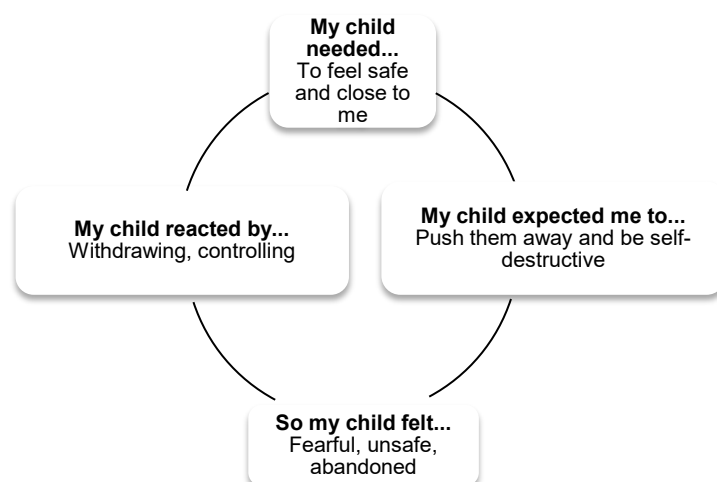 My child
needed...
To feel safe
and close to
me
My child expected me to...
Push them away and be self-
destructive
So my child felt...
Fearful, unsafe,
abandoned
My child reacted by...
Withdrawing, controlling